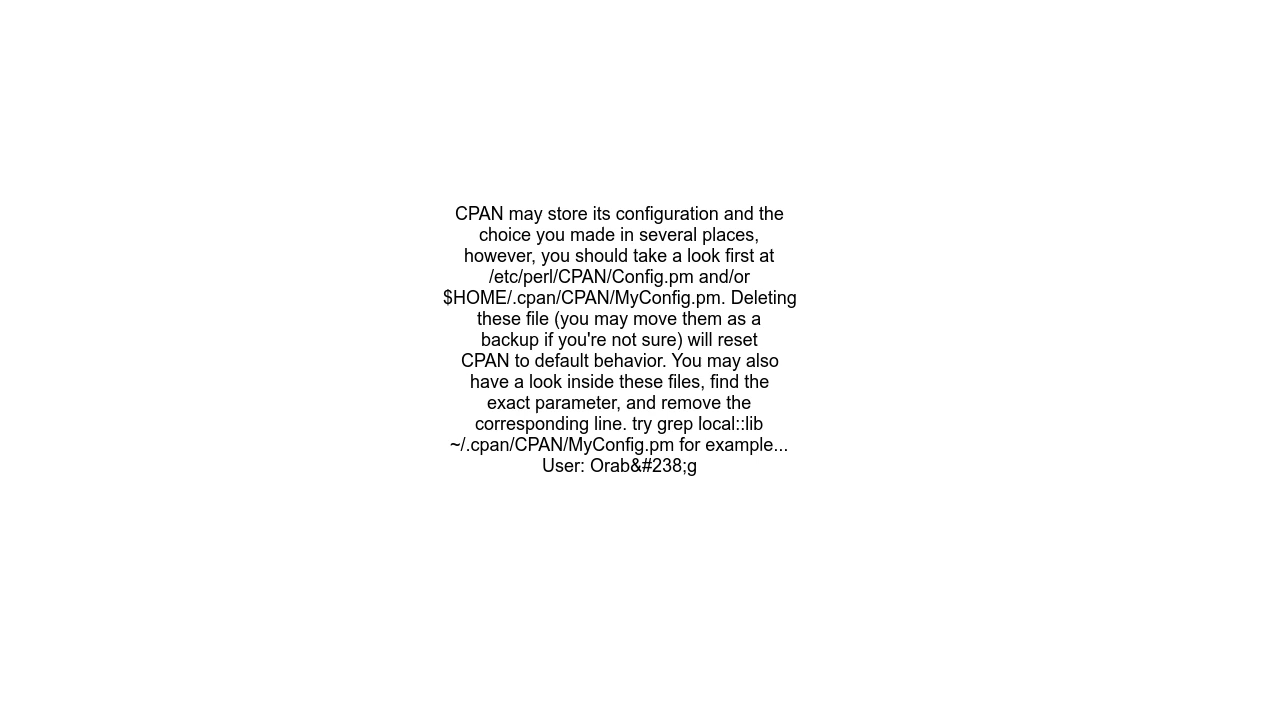 CPAN may store its configuration and the
choice you made in several places,
however, you should take a look first at
/etc/perl/CPAN/Config.pm and/or
$HOME/.cpan/CPAN/MyConfig.pm. Deleting
these file (you may move them as a
backup if you're not sure) will reset
CPAN to default behavior. You may also
have a look inside these files, find the
exact parameter, and remove the
corresponding line. try grep local::lib
~/.cpan/CPAN/MyConfig.pm for example...
User: Orab&#238;g